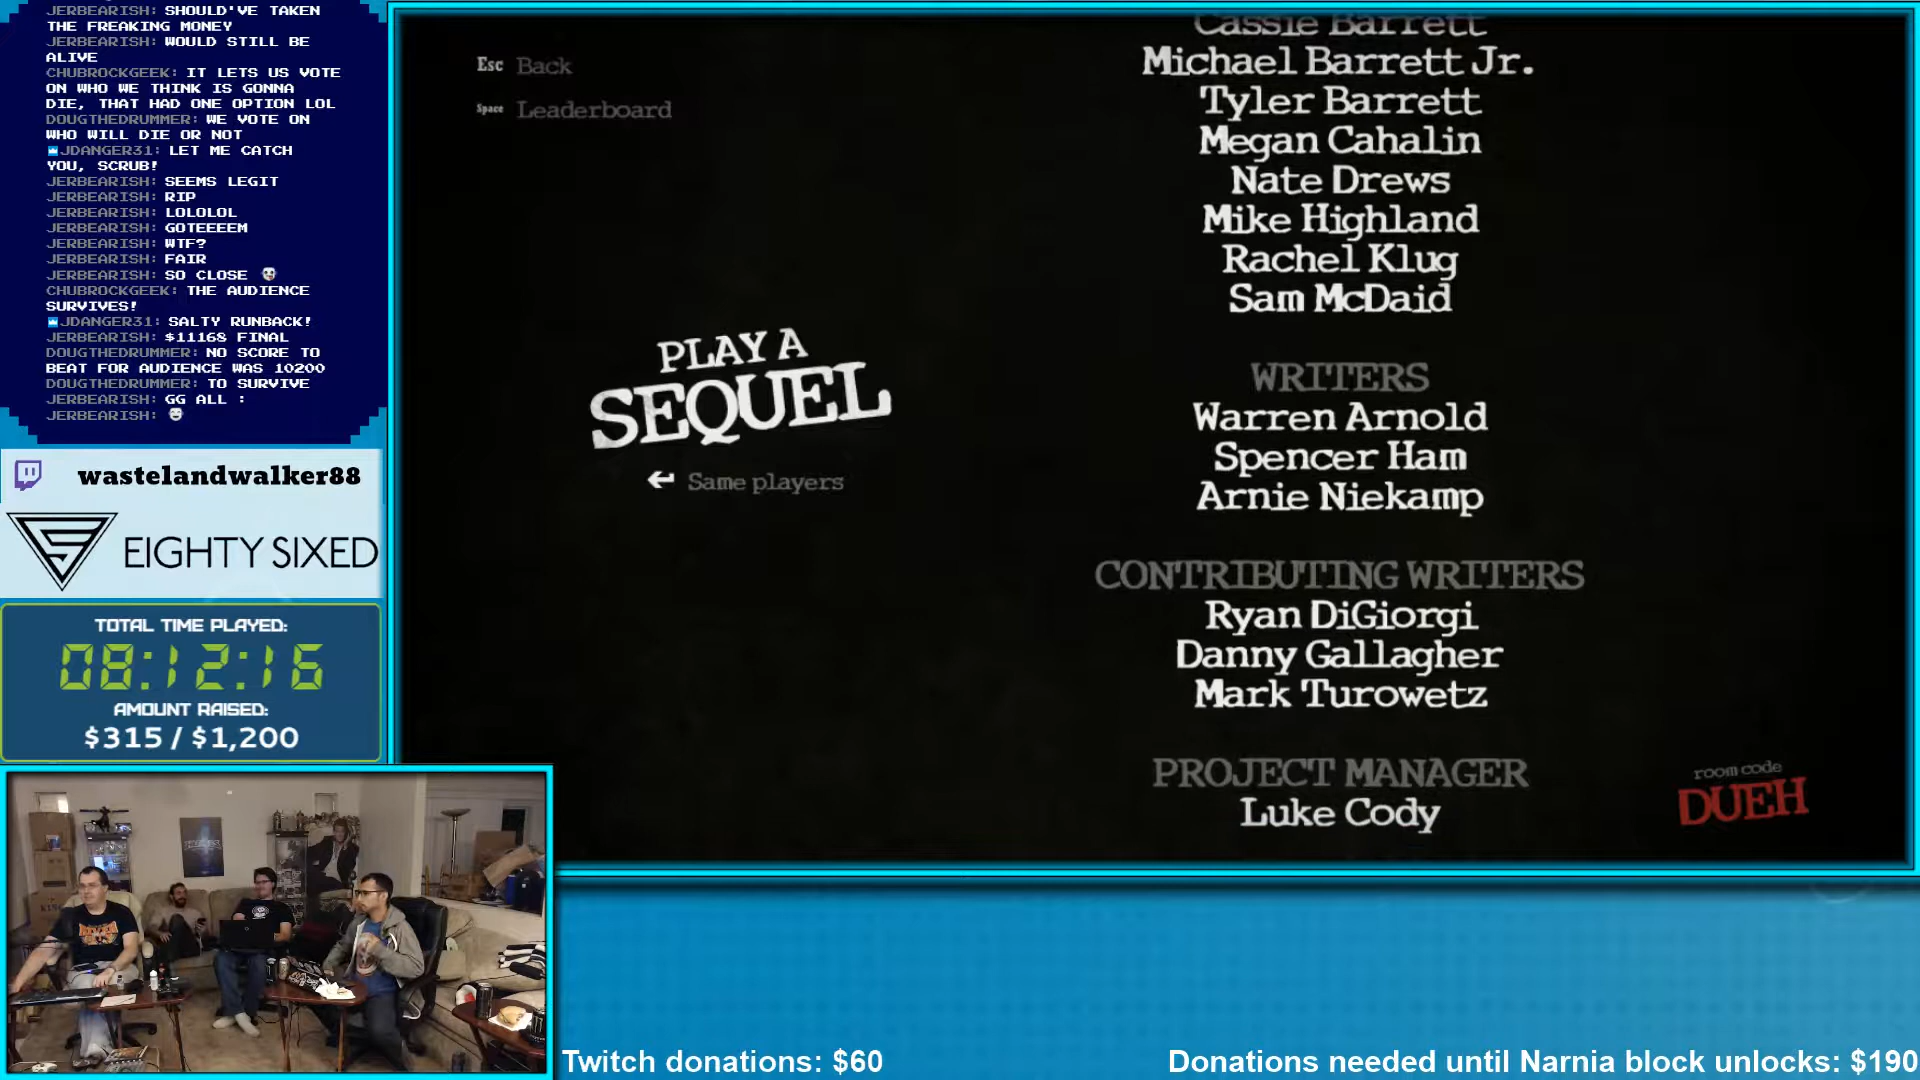 JERBEARISH: SHOULD'VE TAKEN
THE FREAKING MONEY
JERBEARISH: WOULD STILL BE
ALIVE
CHUBROCKGEEK: IT LETS US VOTE
ON WHO WE THINK IS GONNA
DIE, THAT HAD ONE OPTION LOL
DOUGTHEDRUMMER: WE VOTE ON
WHO WILL DIE OR NOT
JDANGER31: LET ME CATCH
YOU, SCRUB!
JERBEARISH: SEEMS LEGIT
JERBEARISH: RIP
JERBEARISH: LOLOLOL
JERBEARISH: GOTEEEEM
JERBEARISH: WTF?
JERBEARISH: FAIR
JERBEARISH: SO CLOSE
CHUBROCKGEEK: THE AUDIENCE
SURVIVES!
JDANGER31: SALTY RUNBACK!
JERBEARISH: $11168 FINAL
DOUGTHEDRUMMER: NO SCORE TO
BEAT FOR AUDIENCE WAS 10200
DOUGTHEDRUMMER: TO SURVIVE
JERBEARISH: GG ALL :
JERBEARISH:
wastelandwalker88
EIGHTY SIXED
TOTAL TIME PLAYED:
08:12:16
AMOUNT RAISED:
$315 / $1,200
Esc Back
Space Leaderboard
PLAY A
SEQUEL
Same players
Cassie Barrett
Michael Barrett Jr.
Tyler Barrett
Megan Cahalin
Nate Drews
Mike Highland
Rachel Klug
Sam McDaid
WRITERS
Warren Arnold
Spencer Ham
Arnie Niekamp
CONTRIBUTING WRITERS
Ryan DiGiorgi
Danny Gallagher
Mark Turowetz
PROJECT MANAGER
Luke Cody
room code
DUEH
Twitch donations: $60
Donations needed until Narnia block unlocks: $190